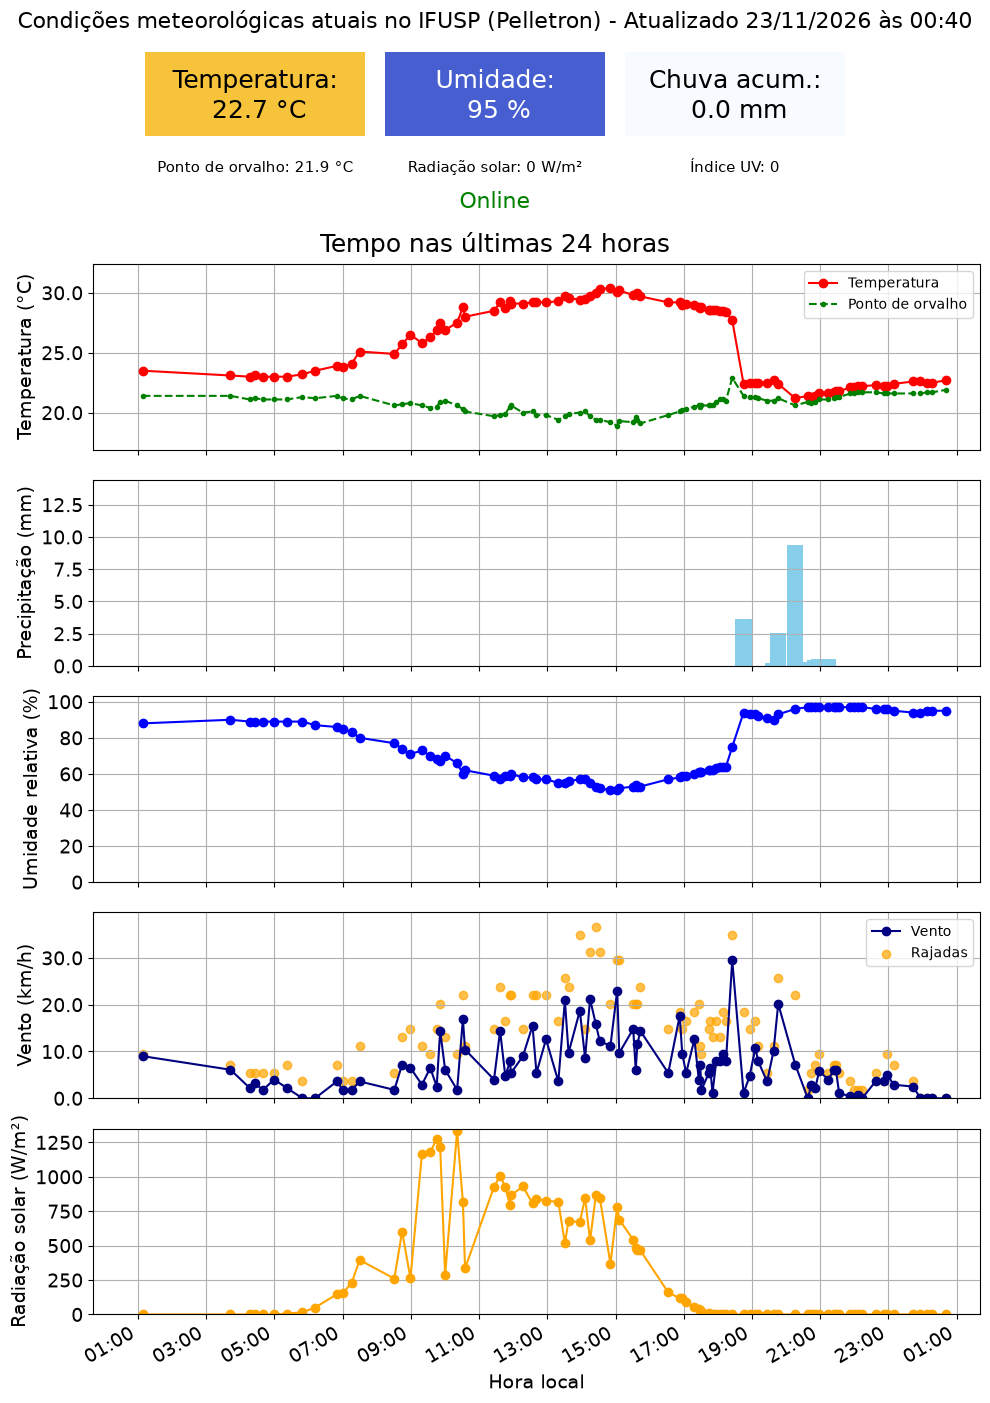 Condições meteorológicas atuais no IFUSP (Pelletron) - Atualizado 23/11/2026 às 00:40
Temperatura:
22.7 °C
Umidade:
95 %
Chuva acum.:
0.0 mm
Ponto de orvalho: 21.9 °C
Radiação solar: 0 W/m²
Índice UV: 0
Online
Tempo nas últimas 24 horas
Temperatura (°C)
30.0
25.0
20.0
Temperatura
Ponto de orvalho
Precipitação (mm)
12.5
10.0
7.5
5.0
2.5
0.0
Umidade relativa (%)
100
80
60
40
20
0
Vento (km/h)
30.0
20.0
10.0
0.0
Vento
Rajadas
Radiação solar (W/m²)
1250
1000
750
500
250
0
01:00
03:00
05:00
07:00
09:00
11:00
13:00
15:00
17:00
19:00
21:00
23:00
01:00
Hora local